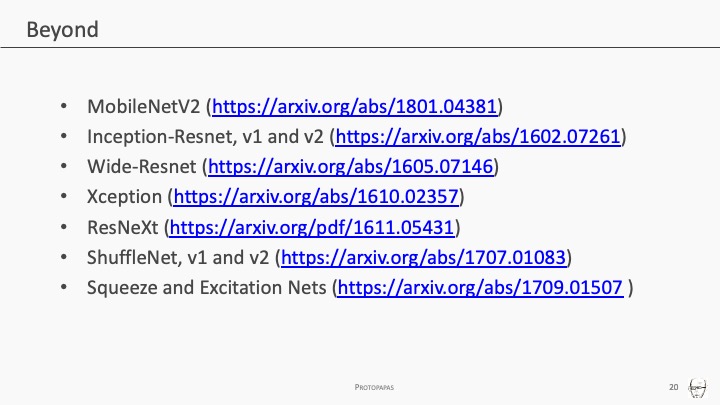 Beyond
• MobileNetV2 (https://arxiv.org/abs/1801.04381)
• Inception-Resnet, v1 and v2 (https://arxiv.org/abs/1602.07261)
• Wide-Resnet (https://arxiv.org/abs/1605.07146)
• Xception (https://arxiv.org/abs/1610.02357)
• ResNeXt (https://arxiv.org/pdf/1611.05431)
• ShuffleNet, v1 and v2 (https://arxiv.org/abs/1707.01083)
• Squeeze and Excitation Nets (https://arxiv.org/abs/1709.01507 )
Protopapas
20